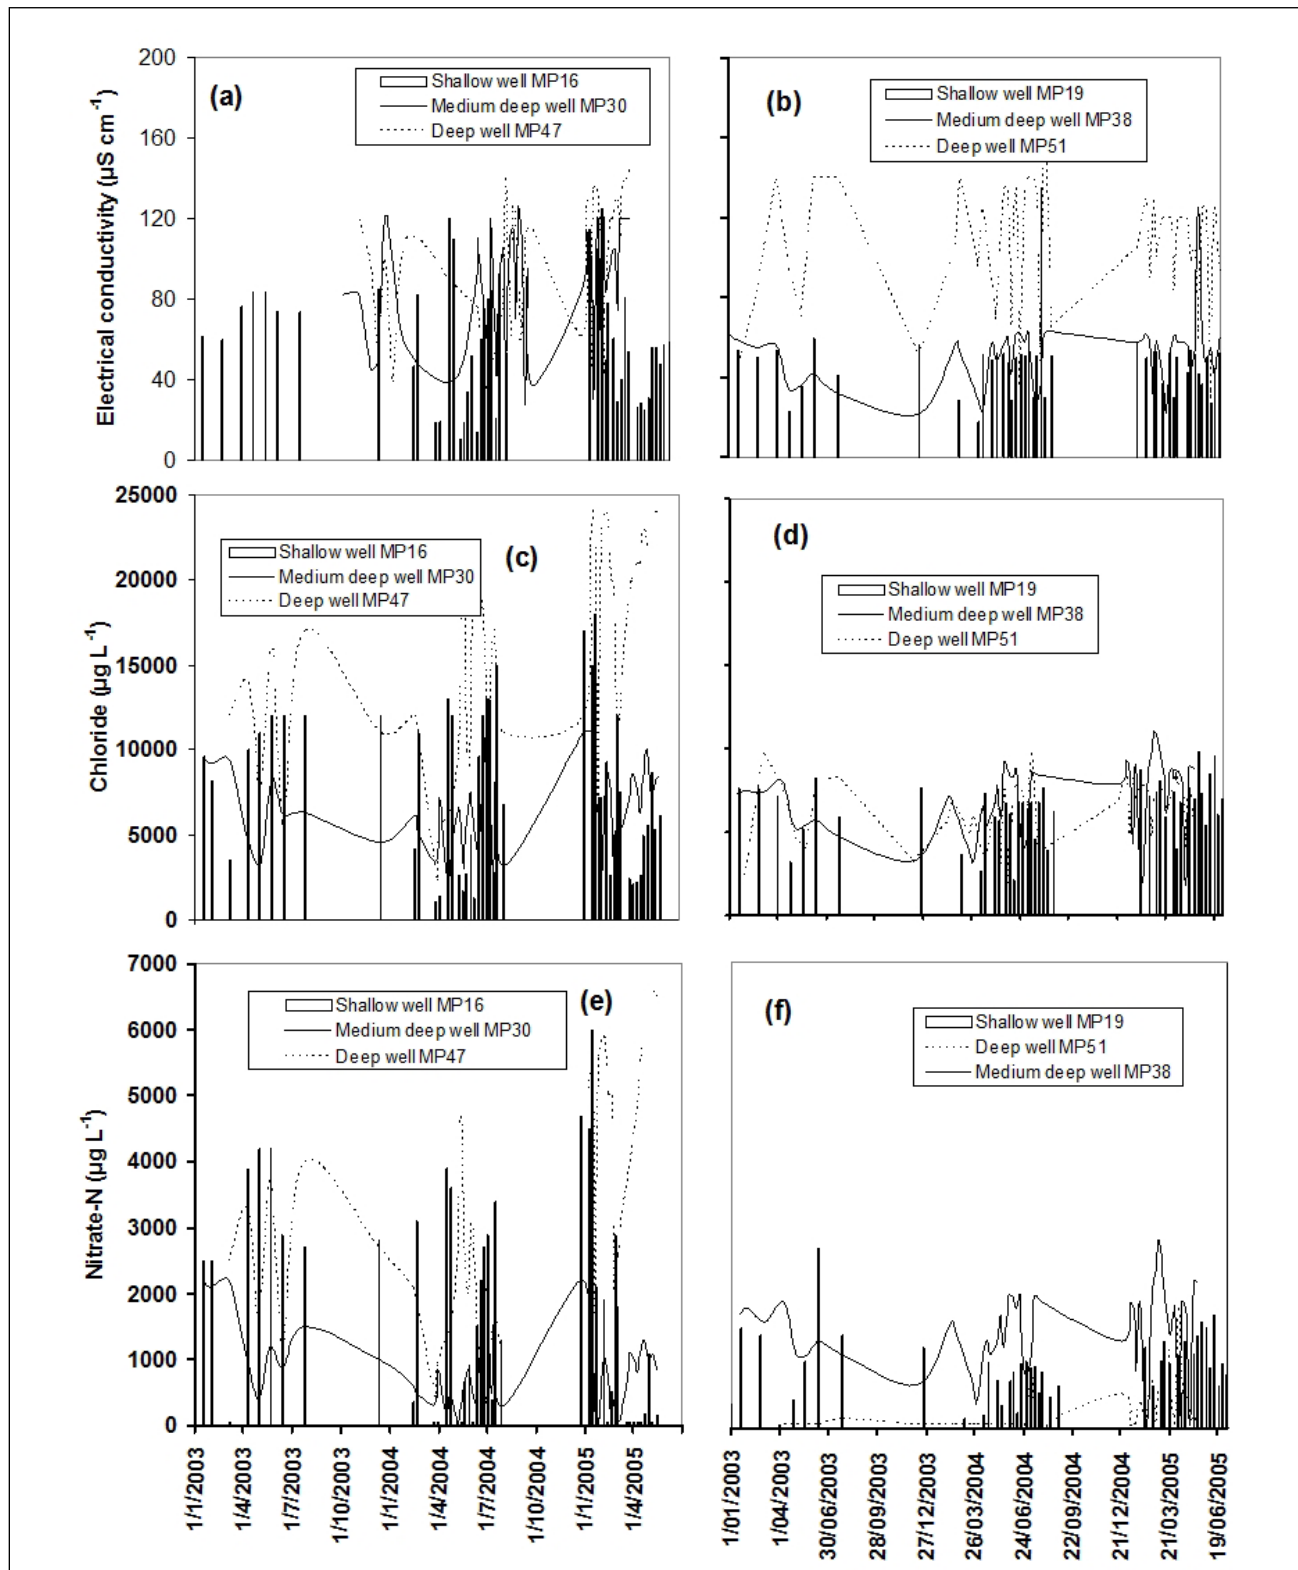 200
160
120
80
40
0
Electrical conductivity (µS cm⁻¹)
(a)
Shallow well MP16
Medium deep well MP30
Deep well MP47
(b)
Shallow well MP19
Medium deep well MP38
Deep well MP51
25000
20000
15000
10000
5000
0
Chloride (µg L⁻¹)
(c)
Shallow well MP16
Medium deep well MP30
Deep well MP47
(d)
Shallow well MP19
Medium deep well MP38
Deep well MP51
7000
6000
5000
4000
3000
2000
1000
0
Nitrate-N (µg L⁻¹)
(e)
Shallow well MP16
Medium deep well MP30
Deep well MP47
(f)
Shallow well MP19
Deep well MP51
Medium deep well MP38
1/1/2003
1/4/2003
1/7/2003
1/10/2003
1/1/2004
1/4/2004
1/7/2004
1/10/2004
1/1/2005
1/4/2005
1/01/2003
1/04/2003
30/06/2003
28/09/2003
27/12/2003
26/03/2004
24/06/2004
22/09/2004
21/12/2004
21/03/2005
19/06/2005